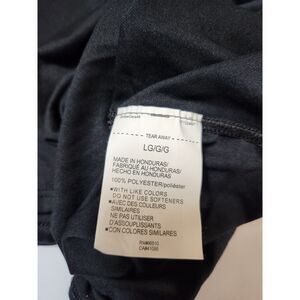 TEAR AWAY
LG/G/G
MADE IN HONDURAS/
FABRIQUÉ AU HONDURAS/
HECHO EN HONDURAS
100% POLYESTER/poliéster
•WITH LIKE COLORS
DO NOT USE SOFTENERS
•AVEC DES COULEURS
SIMILAIRES.
NE PAS UTILISER
D'ASSOUPLISSANTS
•CON COLORES SIMILARES.